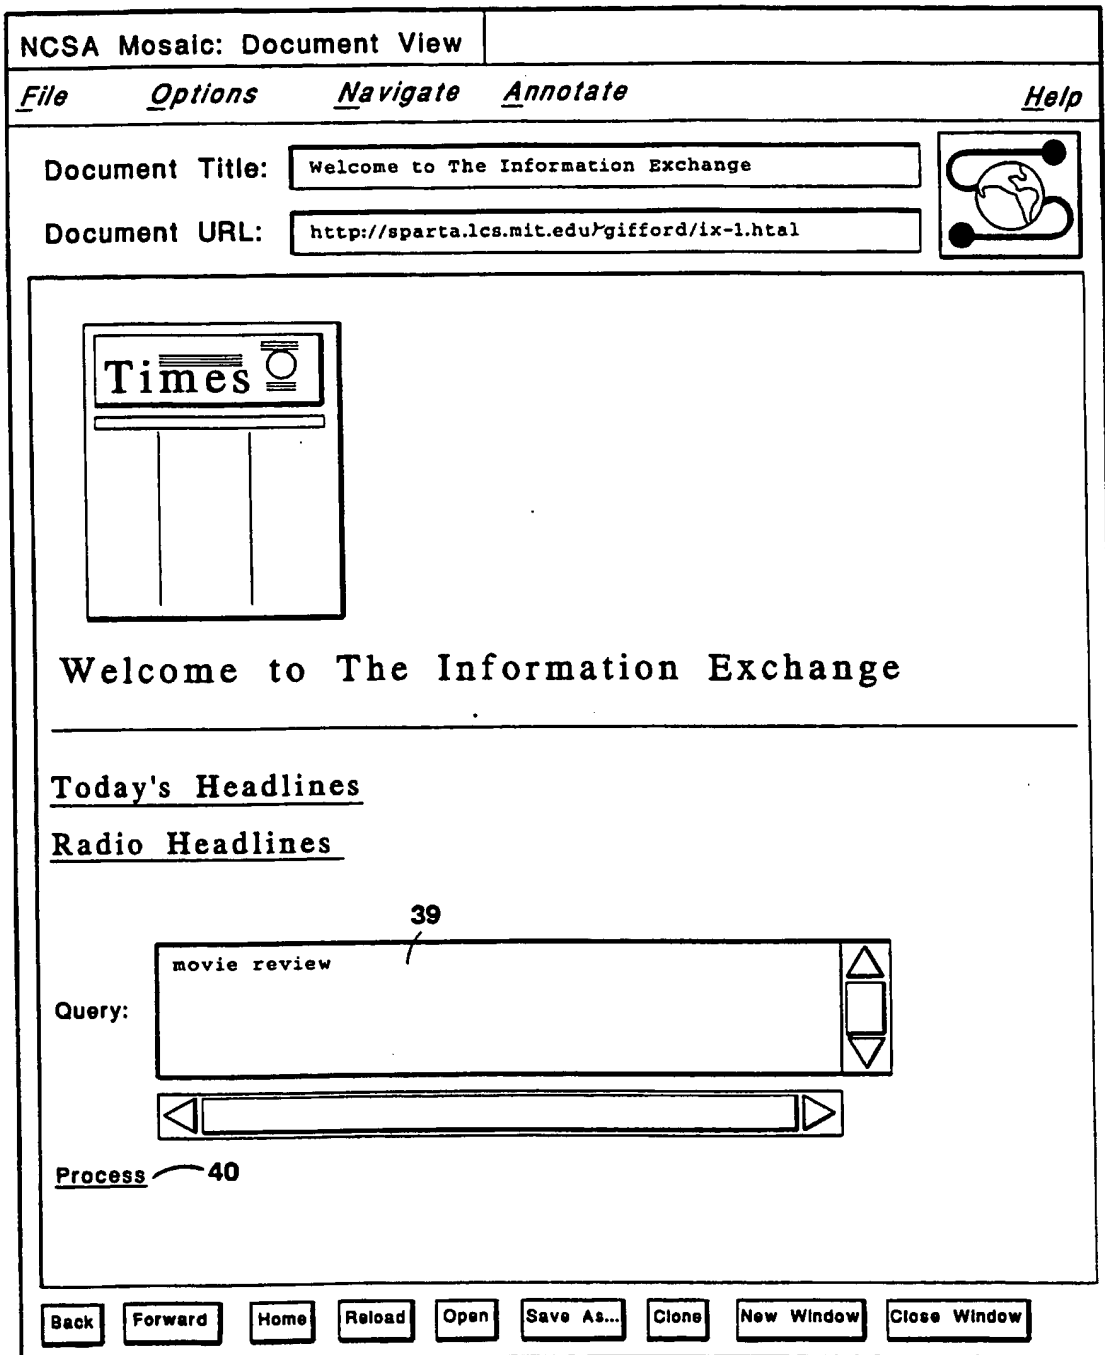 NCSA Mosaic: Document View
File Options Navigate Annotate Help
Document Title: Welcome to The Information Exchange
Document URL: http://sparta.lcs.mit.edu/~gifford/ix-1.htal
Times
Welcome to The Information Exchange
Today's Headlines
Radio Headlines
39
movie review
Query:
Process 40
Back Forward Home Reload Open Save As... Clone New Window Close Window